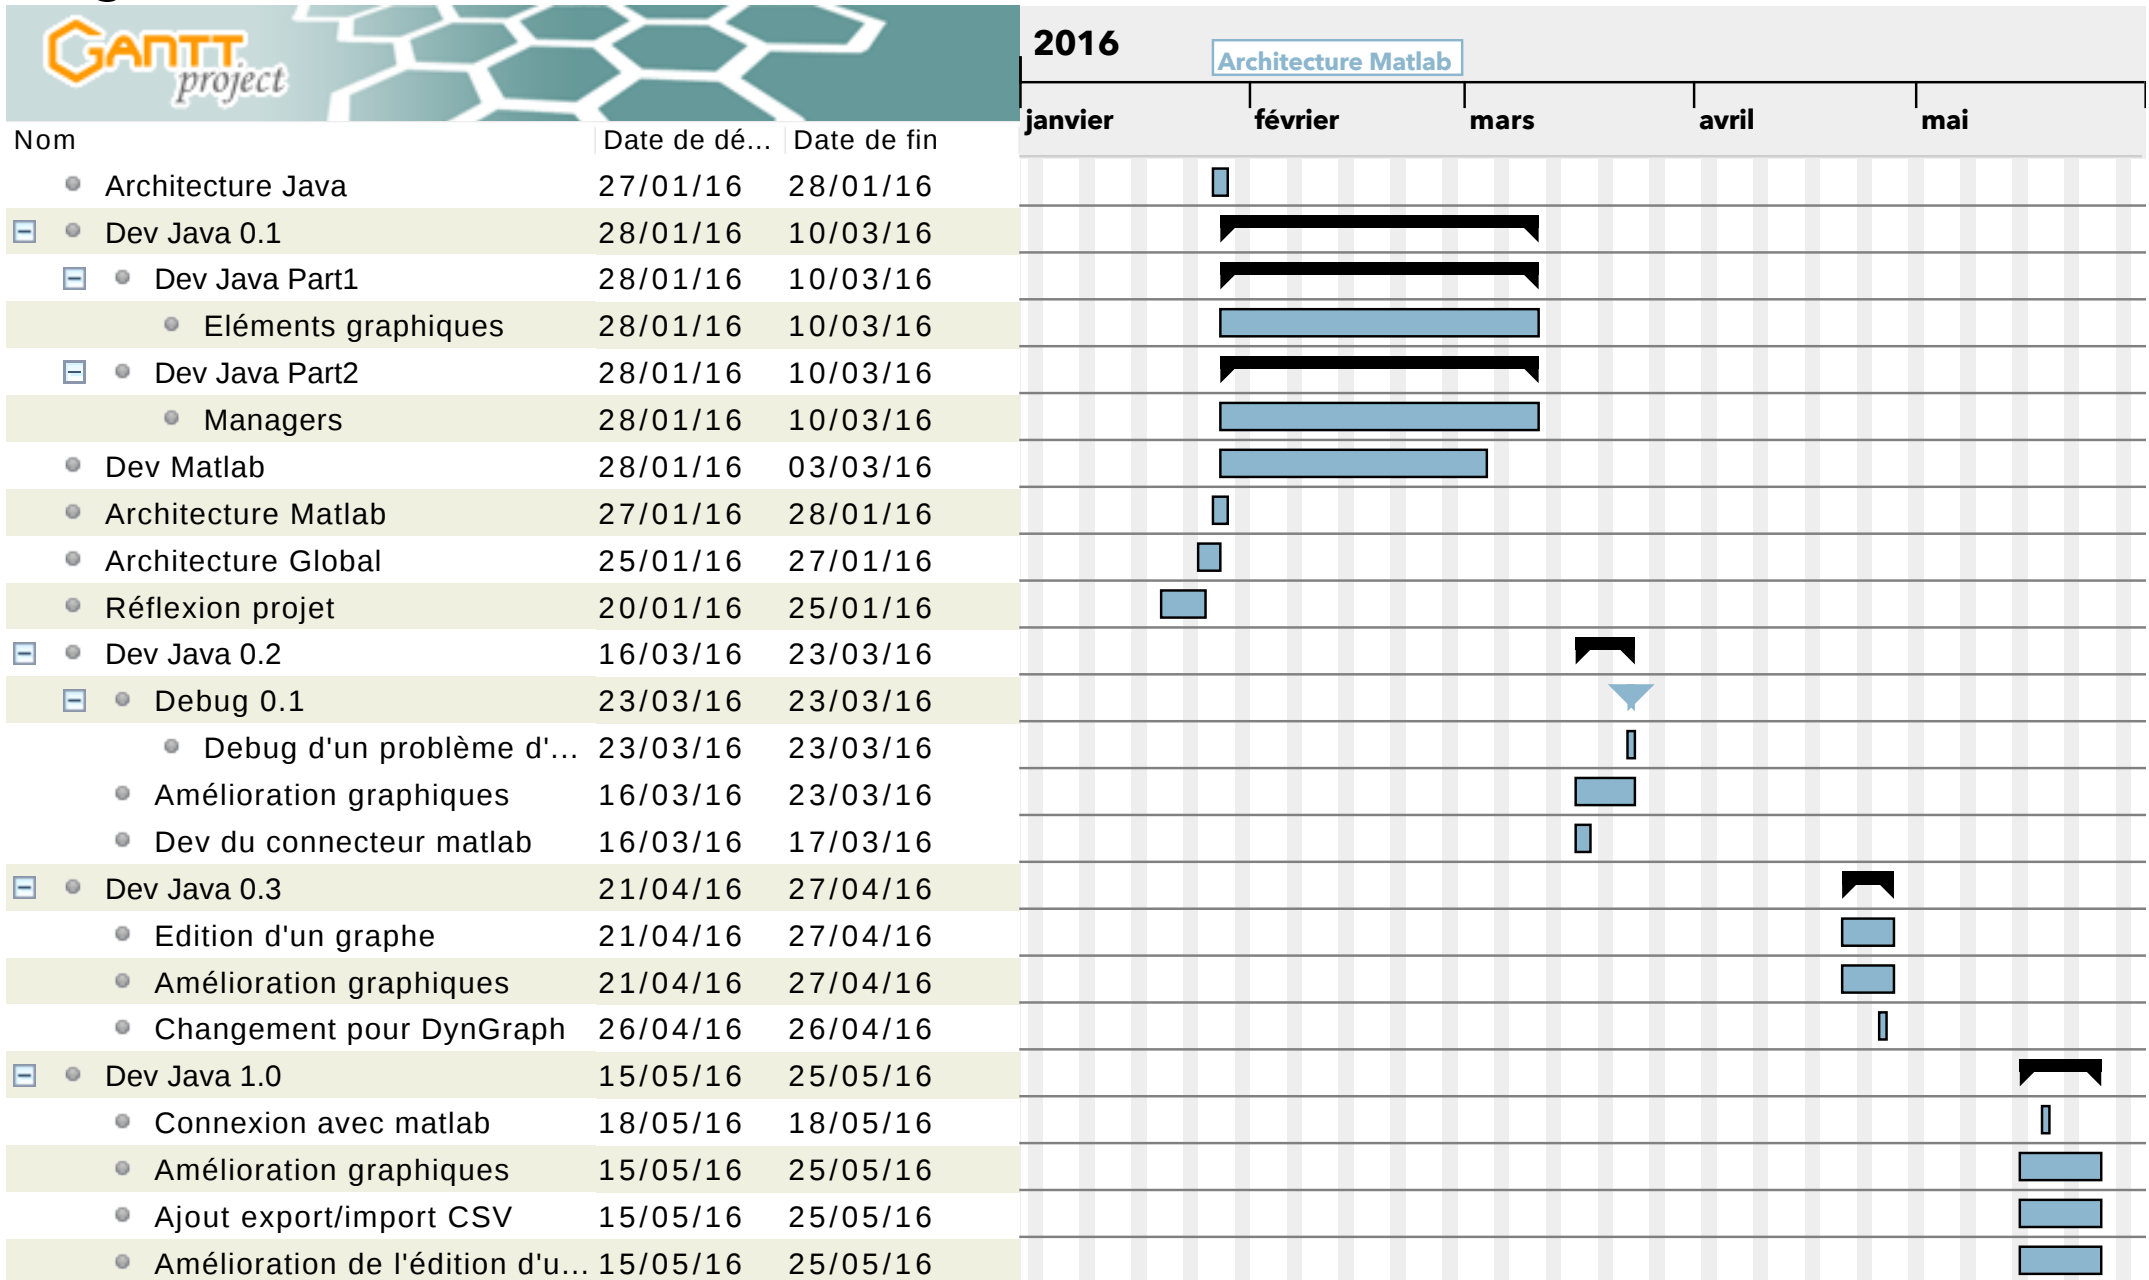 GANTT
project
2016
Architecture Matlab
janvier février mars avril mai
Nom Date de dé... Date de fin
Architecture Java 27/01/16 28/01/16
Dev Java 0.1 28/01/16 10/03/16
Dev Java Part1 28/01/16 10/03/16
Eléments graphiques 28/01/16 10/03/16
Dev Java Part2 28/01/16 10/03/16
Managers 28/01/16 10/03/16
Dev Matlab 28/01/16 03/03/16
Architecture Matlab 27/01/16 28/01/16
Architecture Global 25/01/16 27/01/16
Réflexion projet 20/01/16 25/01/16
Dev Java 0.2 16/03/16 23/03/16
Debug 0.1 23/03/16 23/03/16
Debug d'un problème d'... 23/03/16 23/03/16
Amélioration graphiques 16/03/16 23/03/16
Dev du connecteur matlab 16/03/16 17/03/16
Dev Java 0.3 21/04/16 27/04/16
Edition d'un graphe 21/04/16 27/04/16
Amélioration graphiques 21/04/16 27/04/16
Changement pour DynGraph 26/04/16 26/04/16
Dev Java 1.0 15/05/16 25/05/16
Connexion avec matlab 18/05/16 18/05/16
Amélioration graphiques 15/05/16 25/05/16
Ajout export/import CSV 15/05/16 25/05/16
Amélioration de l'édition d'u... 15/05/16 25/05/16